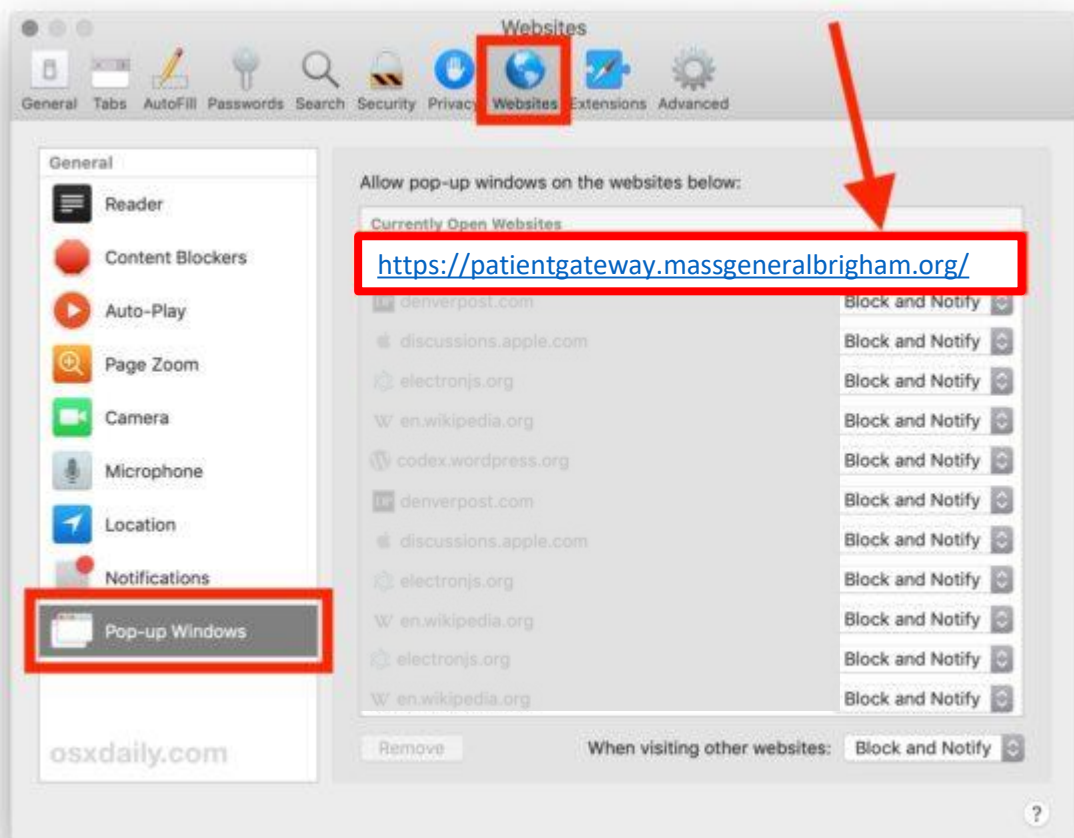 Websites
General Tabs AutoFill Passwords Search Security Privacy Websites Extensions Advanced
General
Reader
Content Blockers
Auto-Play
Page Zoom
Camera
Microphone
Location
Notifications
Pop-up Windows
osxdaily.com
Allow pop-up windows on the websites below:
Currently Open Websites
https://patientgateway.massgeneralbrigham.org/
denverpost.com Block and Notify
discussions.apple.com Block and Notify
electronjs.org Block and Notify
en.wikipedia.org Block and Notify
codex.wordpress.org Block and Notify
denverpost.com Block and Notify
discussions.apple.com Block and Notify
electronjs.org Block and Notify
en.wikipedia.org Block and Notify
electronjs.org Block and Notify
en.wikipedia.org Block and Notify
Remove When visiting other websites: Block and Notify
?